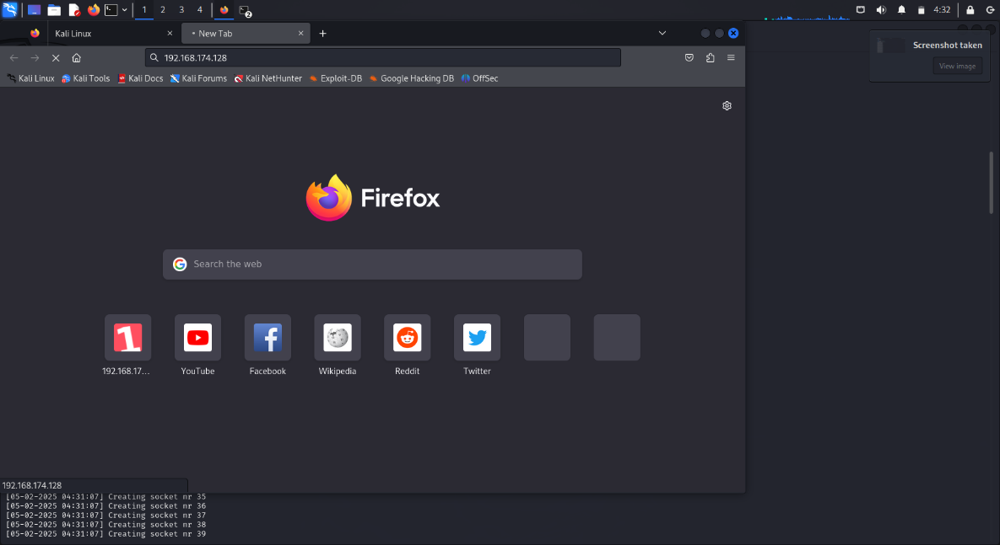 1 2 3 4
2
4:32
Kali Linux
New Tab
Screenshot taken
View image
192.168.174.128
Kali Linux Kali Tools Kali Docs Kali Forums Kali NetHunter Exploit-DB Google Hacking DB OffSec
Firefox
Search the web
1
192.168.17... YouTube Facebook Wikipedia Reddit Twitter
192.168.174.128
[05-02-2025 04:31:07] Creating socket nr 35
[05-02-2025 04:31:07] Creating socket nr 36
[05-02-2025 04:31:07] Creating socket nr 37
[05-02-2025 04:31:07] Creating socket nr 38
[05-02-2025 04:31:07] Creating socket nr 39